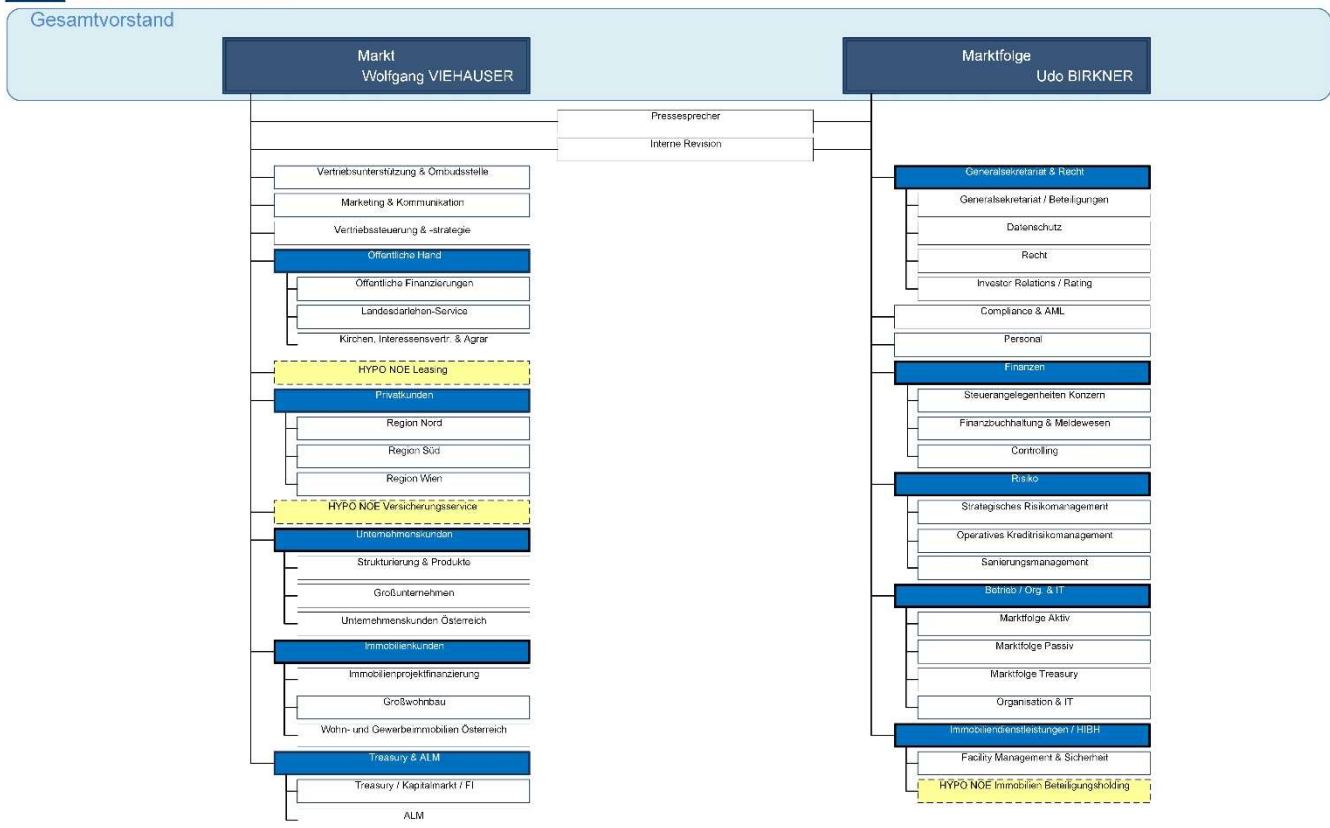 Gesamtvorstand
Markt
Wolfgang VIEHAUSER
Marktfolge
Udo BIRKNER
Pressesprecher
Interne Revision
Vertriebsunterstützung & Ombudsstelle
Marketing & Kommunikation
Vertriebssteuerung & -strategie
Öffentliche Hand
Öffentliche Finanzierungen
Landesdarlehen-Service
Kirchen, Interessensvertr. & Agrar
HYPO NOE Leasing
Privatkunden
Region Nord
Region Süd
Region Wien
HYPO NOE Versicherungsservice
Unternehmenskunden
Strukturierung & Produkte
Großunternehmen
Unternehmenskunden Österreich
Immobilienkunden
Immobilienprojektfinanzierung
Großwohnbau
Wohn- und Gewerbeimmobilien Österreich
Treasury & ALM
Treasury / Kapitalmarkt / FI
ALM
Generalsekretariat & Recht
Generalsekretariat / Beteiligungen
Datenschutz
Recht
Investor Relations / Rating
Compliance & AML
Personal
Finanzen
Steuerangelegenheiten Konzern
Finanzbuchhaltung & Meldewesen
Controlling
Risiko
Strategisches Risikomanagement
Operatives Kreditrisikomanagement
Sanierungsmanagement
Betrieb / Org. & IT
Marktfolge Aktiv
Marktfolge Passiv
Marktfolge Treasury
Organisation & IT
Immobiliendienstleistungen / HIBH
Facility Management & Sicherheit
HYPO NOE Immobilien Beteiligungsholding